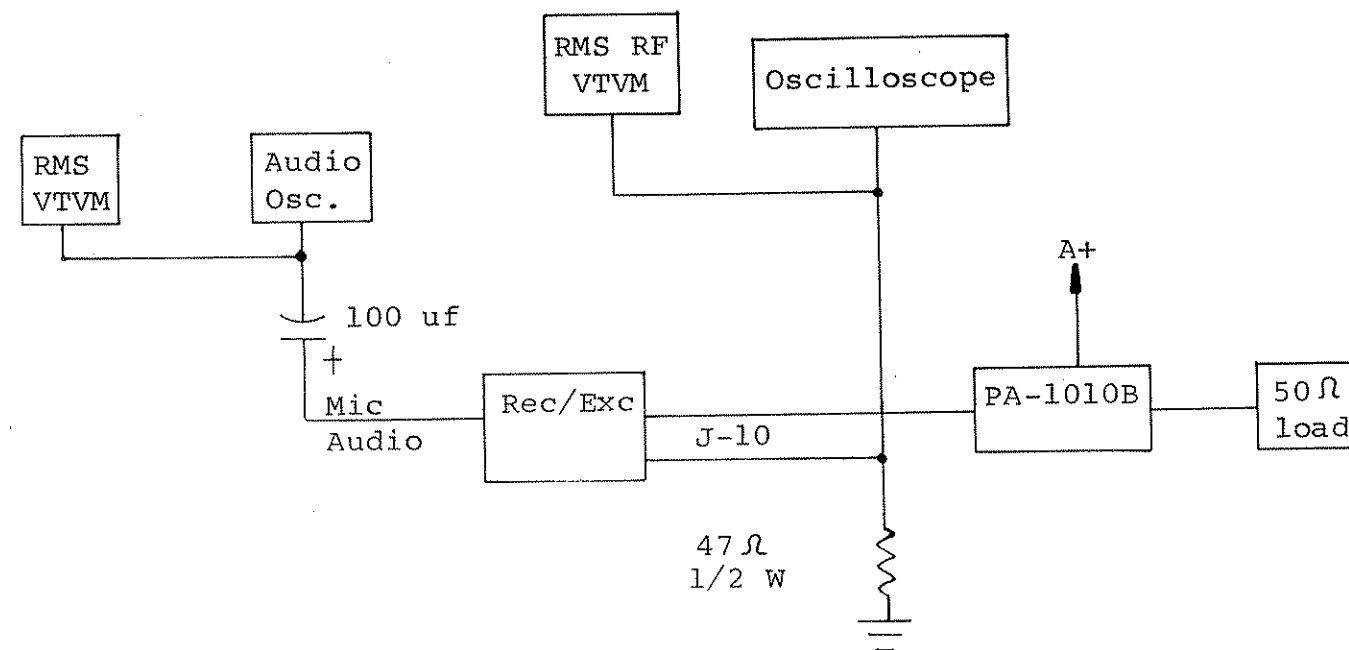 RMS RF
VTVM
Oscilloscope
RMS
VTVM
Audio
Osc.
A+
100 uf
+
Mic
Audio
Rec/Exc
J-10
PA-1010B
50Ω
load
47Ω
1/2 W